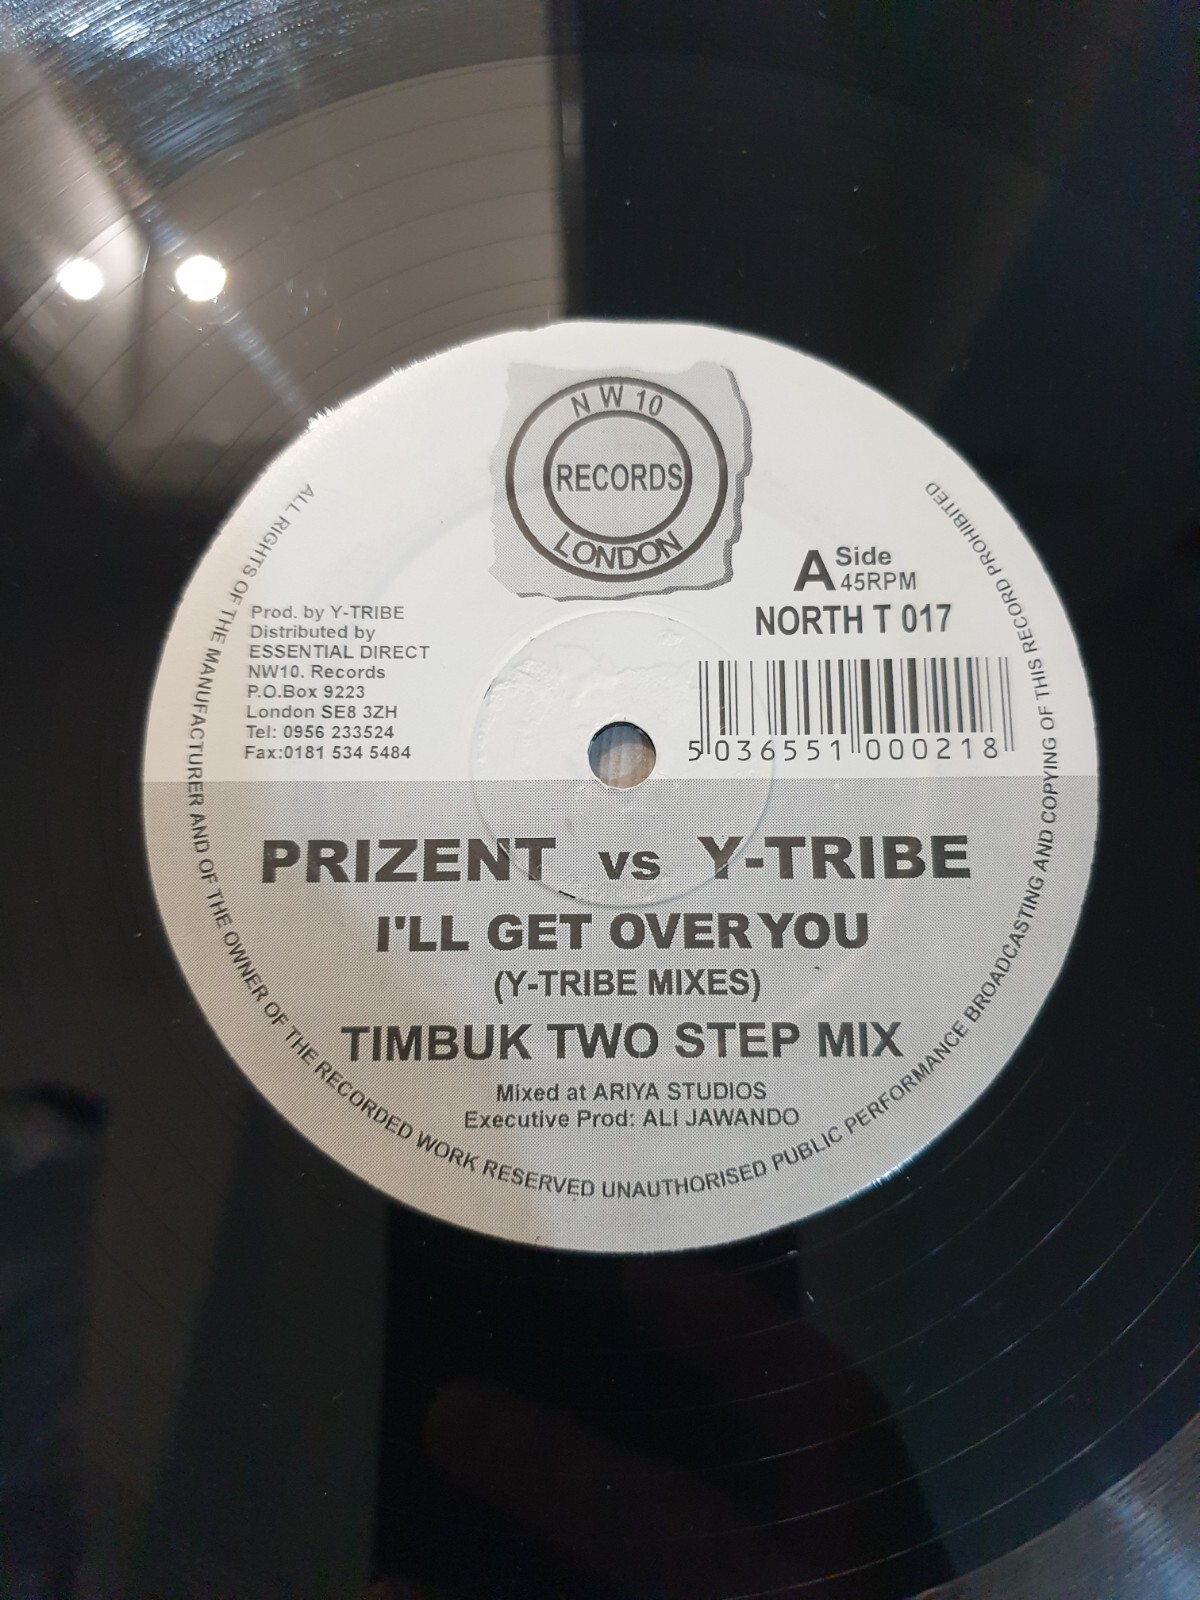 NW 10
RECORDS
LONDON
A Side
45RPM
NORTH T 017
Prod. by Y-TRIBE
Distributed by
ESSENTIAL DIRECT
NW10. Records
P.O.Box 9223
London SE8 3ZH
Tel: 0956 233524
Fax:0181 534 5484
5 036551 000218
PRIZENT vs Y-TRIBE
I'LL GET OVER YOU
(Y-TRIBE MIXES)
TIMBUK TWO STEP MIX
Mixed at ARIYA STUDIOS
Executive Prod: ALI JAWANDO
ALL RIGHTS OF THE MANUFACTURER AND OF THE OWNER OF THE RECORDED WORK RESERVED UNAUTHORISED PUBLIC PERFORMANCE BROADCASTING AND COPYING OF THIS RECORD PROHIBITED